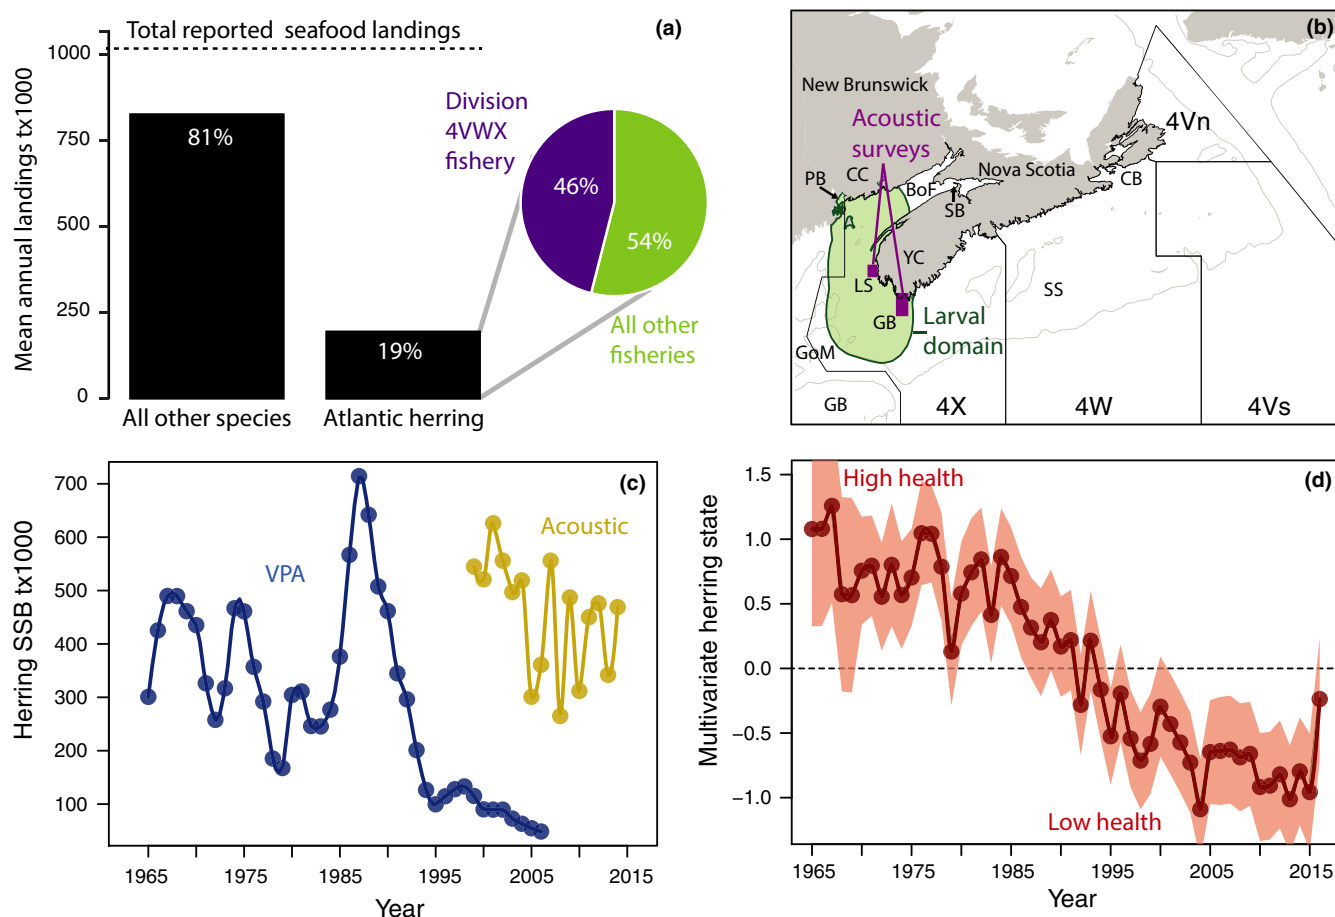 Total reported seafood landings
(a)
1000
750
500
250
0
Mean annual landings tx1000
81%
19%
All other species
Atlantic herring
Division
4VWX
fishery
46%
54%
All other
fisheries
(b)
New Brunswick
Acoustic
surveys
4Vn
Nova Scotia
PB
CC
BoF
SB
CB
A
YC
LS
SS
GB
Larval
domain
GoM
GB
4X
4W
4Vs
(c)
700
600
500
400
300
200
100
Herring SSB tx1000
VPA
Acoustic
1965
1975
1985
1995
2005
2015
Year
(d)
1.5
1.0
0.5
0.0
−0.5
−1.0
Multivariate herring state
High health
Low health
1965
1975
1985
1995
2005
2015
Year